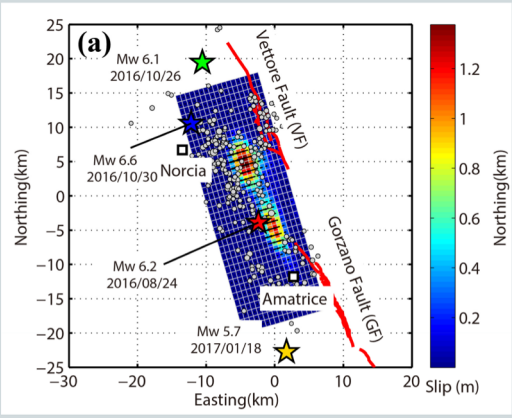 (a)
Mw 6.1
2016/10/26
Vettore Fault (VF)
Mw 6.6
2016/10/30
Norcia
Mw 6.2
2016/08/24
Gorzano Fault (GF)
Amatrice
Mw 5.7
2017/01/18
25
20
15
10
5
0
−5
−10
−15
−20
−25
Northing(km)
−30
−20
−10
0
10
20
Easting(km)
1.2
1
0.8
0.6
0.4
0.2
Slip (m)
Northing(km)